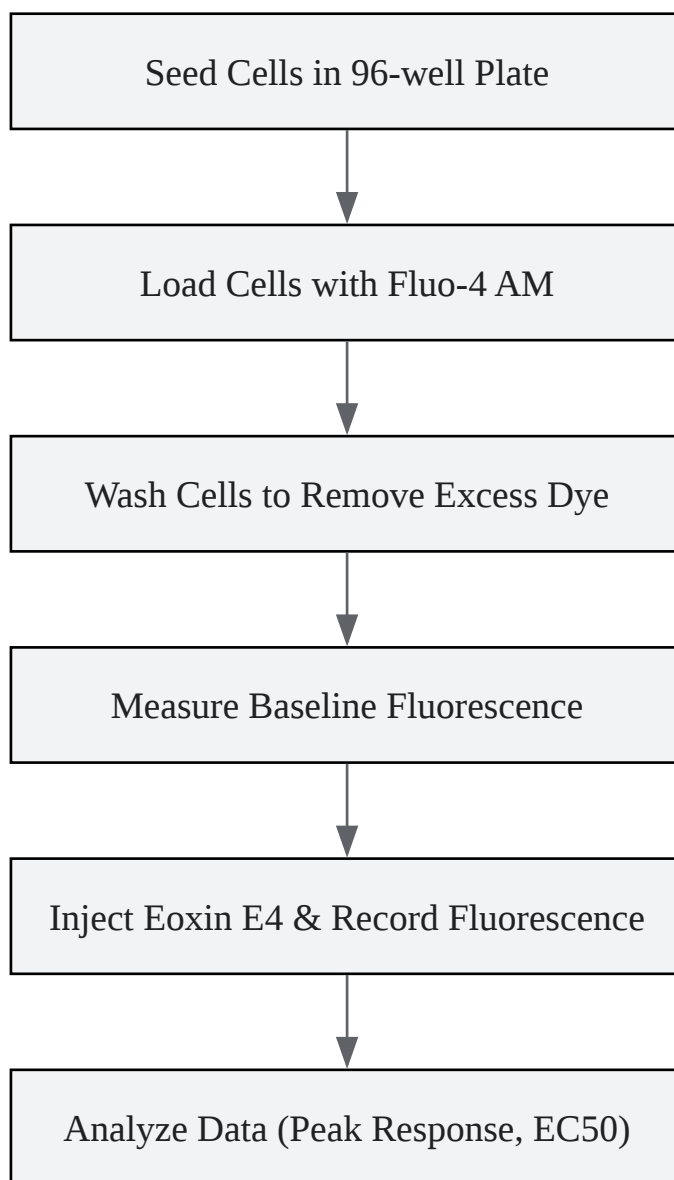 Seed Cells in 96-well Plate
Load Cells with Fluo-4 AM
Wash Cells to Remove Excess Dye
Measure Baseline Fluorescence
Inject Eoxin E4 & Record Fluorescence
Analyze Data (Peak Response, EC50)